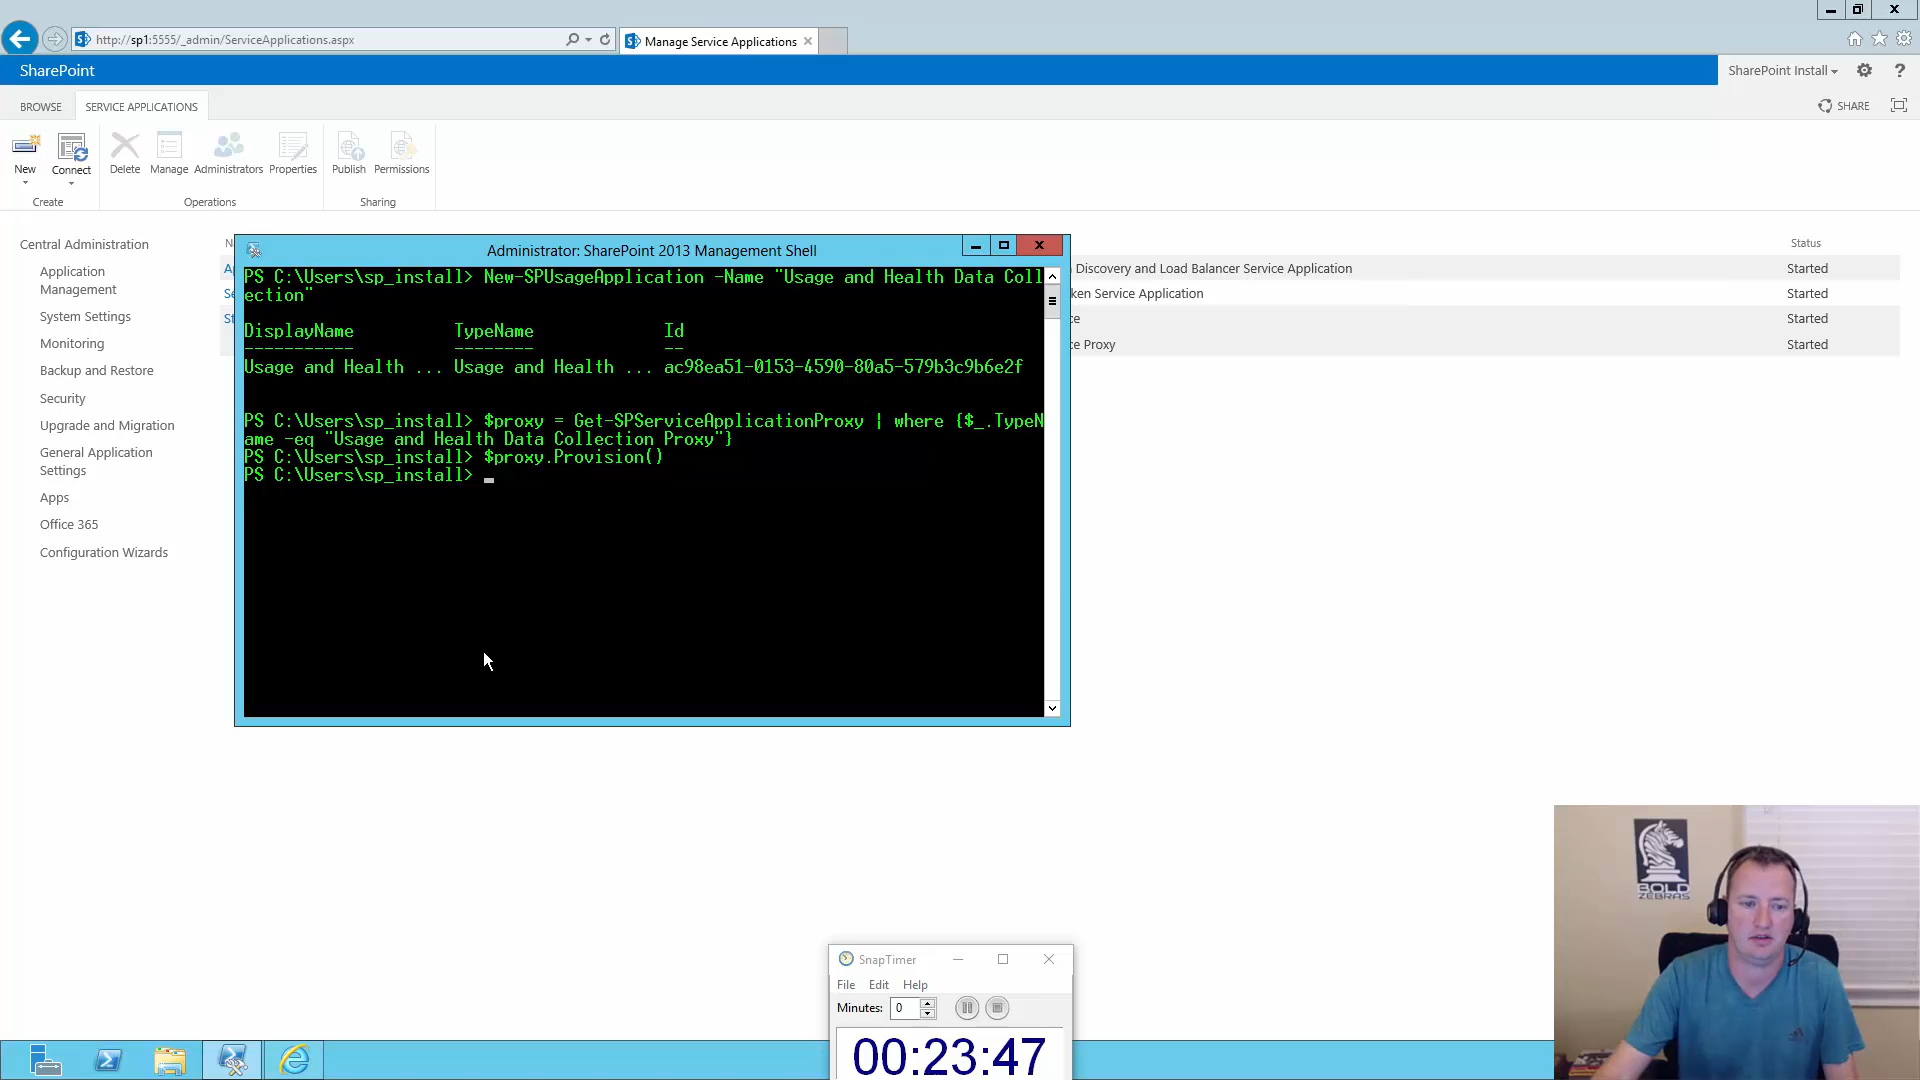 http://sp1:5555/_admin/ServiceApplications.aspx
Manage Service Applications
SharePoint
SharePoint Install
?
BROWSE
SERVICE APPLICATIONS
SHARE
New
Connect
Delete
Manage
Administrators
Properties
Publish
Permissions
Create
Operations
Sharing
Central Administration
Application
Management
System Settings
Monitoring
Backup and Restore
Security
Upgrade and Migration
General Application
Settings
Apps
Office 365
Configuration Wizards
Status
Discovery and Load Balancer Service Application
Started
ken Service Application
Started
ce
Started
ce Proxy
Started
Administrator: SharePoint 2013 Management Shell
PS C:\Users\sp_install> New-SPUsageApplication -Name "Usage and Health Data Coll
ection"
DisplayName TypeName Id
----------- -------- --
Usage and Health ... Usage and Health ... ac98ea51-0153-4590-80a5-579b3c9b6e2f
PS C:\Users\sp_install> $proxy = Get-SPServiceApplicationProxy | where {$_.TypeN
ame -eq "Usage and Health Data Collection Proxy"}
PS C:\Users\sp_install> $proxy.Provision()
PS C:\Users\sp_install>
SnapTimer
File Edit Help
Minutes: 0
00:23:47
BOLD
ZEBRAS